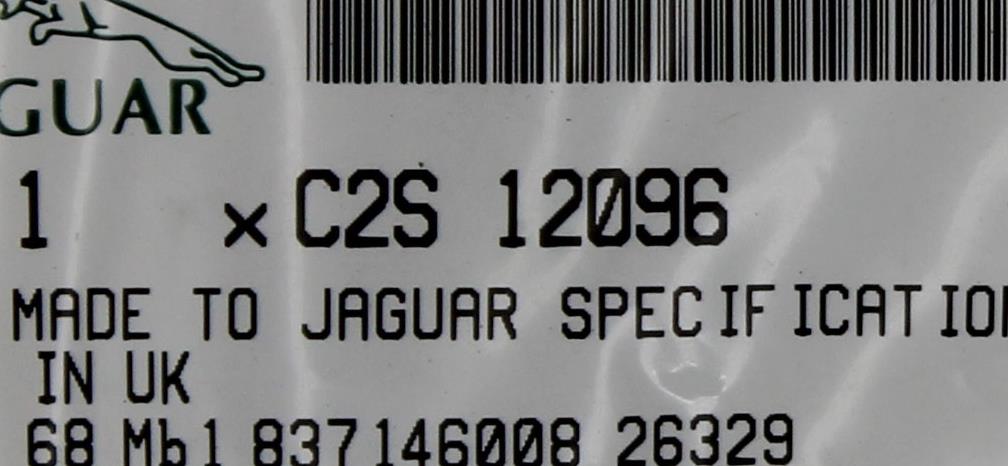 GUAR
1 x C2S 12096
MADE TO JAGUAR SPECIFICATIO
IN UK
68 Mb1 837146008 26329